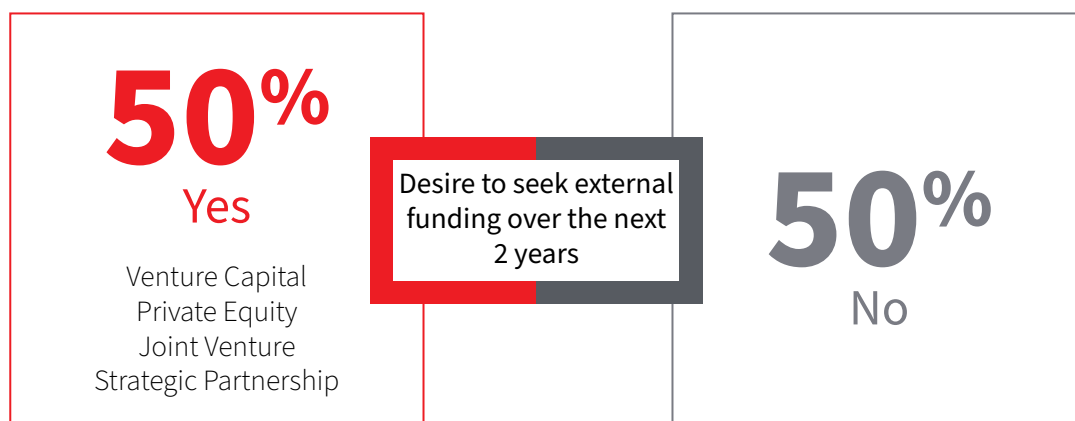 50%
Yes
Venture Capital
Private Equity
Joint Venture
Strategic Partnership
Desire to seek external
funding over the next
2 years
50%
No